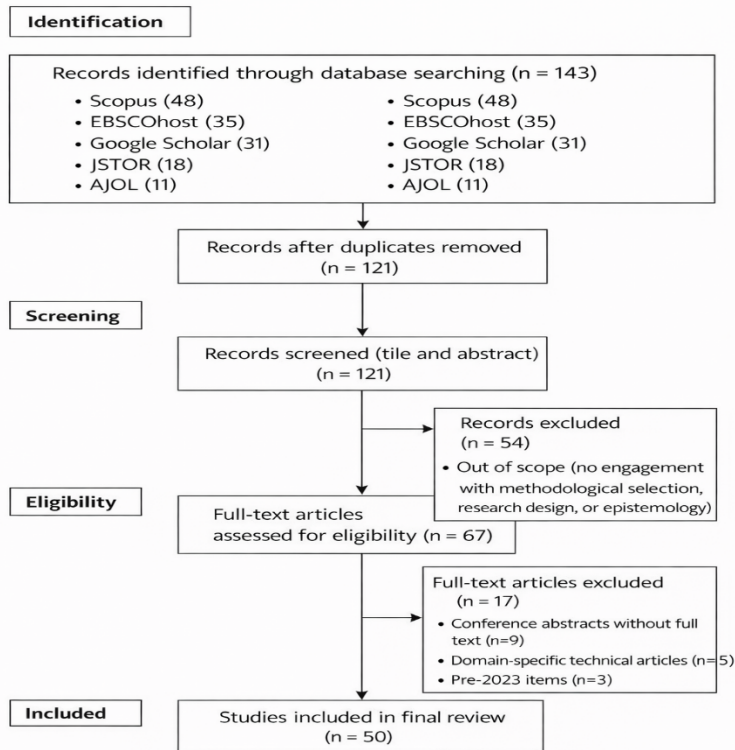 Identification
Records identified through database searching (n = 143)
• Scopus (48)
• EBSCOhost (35)
• Google Scholar (31)
• JSTOR (18)
• AJOL (11)
• Scopus (48)
• EBSCOhost (35)
• Google Scholar (31)
• JSTOR (18)
• AJOL (11)
Records after duplicates removed
(n = 121)
Screening
Records screened (tile and abstract)
(n = 121)
Records excluded
(n = 54)
• Out of scope (no engagement
with methodological selection,
research design, or epistemology)
Eligibility
Full-text articles
assessed for eligibility (n = 67)
Full-text articles excluded
(n = 17)
• Conference abstracts without full
text (n=9)
• Domain-specific technical articles (n=5)
• Pre-2023 items (n=3)
Included
Studies included in final review
(n = 50)